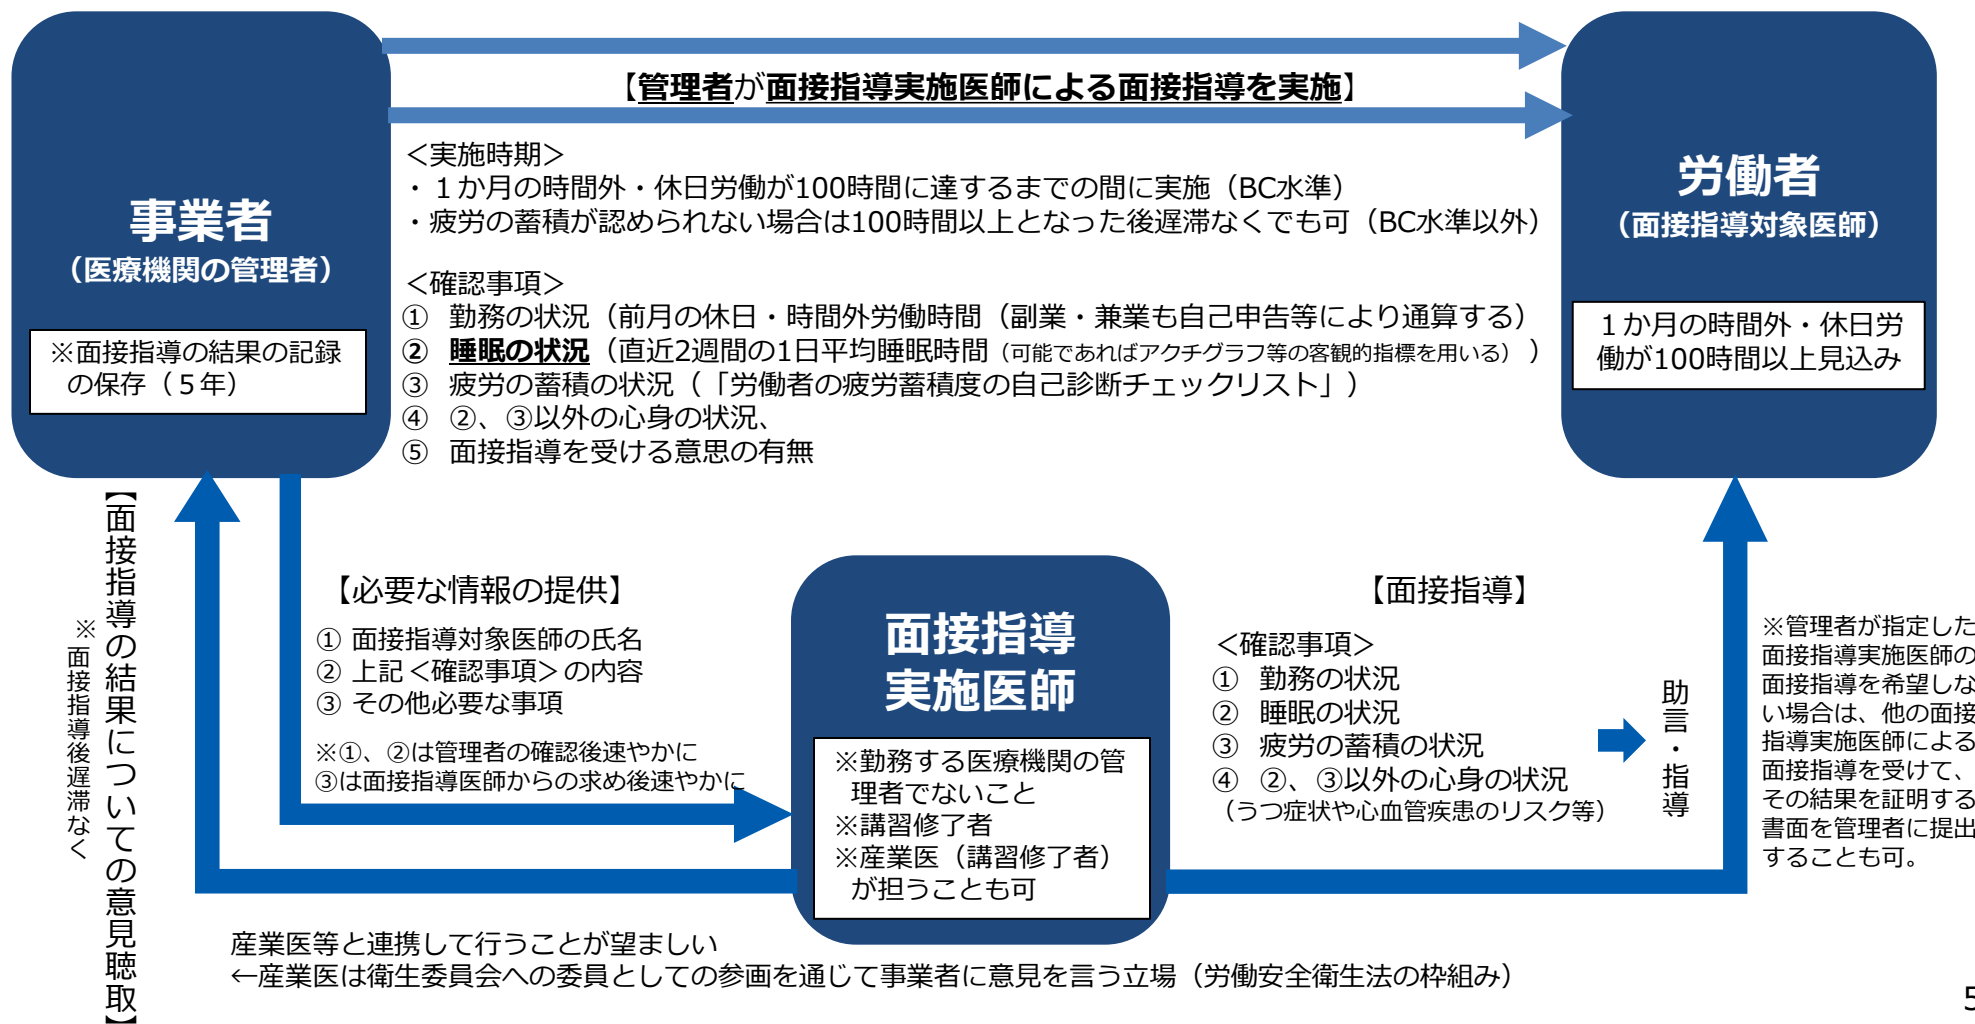 【管理者が面接指導実施医師による面接指導を実施】
事業者
（医療機関の管理者）
※面接指導の結果の記録
の保存（５年）
＜実施時期＞
・１か月の時間外・休日労働が100時間に達するまでの間に実施（BC水準）
・疲労の蓄積が認められない場合は100時間以上となった後遅滞なくでも可（BC水準以外）
＜確認事項＞
① 勤務の状況（前月の休日・時間外労働時間（副業・兼業も自己申告等により通算する）
② 睡眠の状況（直近2週間の1日平均睡眠時間（可能であればアクチグラフ等の客観的指標を用いる））
③ 疲労の蓄積の状況（「労働者の疲労蓄積度の自己診断チェックリスト」）
④ ②、③以外の心身の状況、
⑤ 面接指導を受ける意思の有無
労働者
（面接指導対象医師）
１か月の時間外・休日労
働が100時間以上見込み
【面接指導の結果についての意見聴取】
※面接指導後遅滞なく
【必要な情報の提供】
① 面接指導対象医師の氏名
② 上記＜確認事項＞の内容
③ その他必要な事項
※①、②は管理者の確認後速やかに
③は面接指導医師からの求め後速やかに
面接指導
実施医師
※勤務する医療機関の管
理者でないこと
※講習修了者
※産業医（講習修了者）
が担うことも可
【面接指導】
＜確認事項＞
① 勤務の状況
② 睡眠の状況
③ 疲労の蓄積の状況
④ ②、③以外の心身の状況
（うつ症状や心血管疾患のリスク等）
助言・指導
※管理者が指定した
面接指導実施医師の
面接指導を希望しな
い場合は、他の面接
指導実施医師による
面接指導を受けて、
その結果を証明する
書面を管理者に提出
することも可。
産業医等と連携して行うことが望ましい
←産業医は衛生委員会への委員としての参画を通じて事業者に意見を言う立場（労働安全衛生法の枠組み）
5